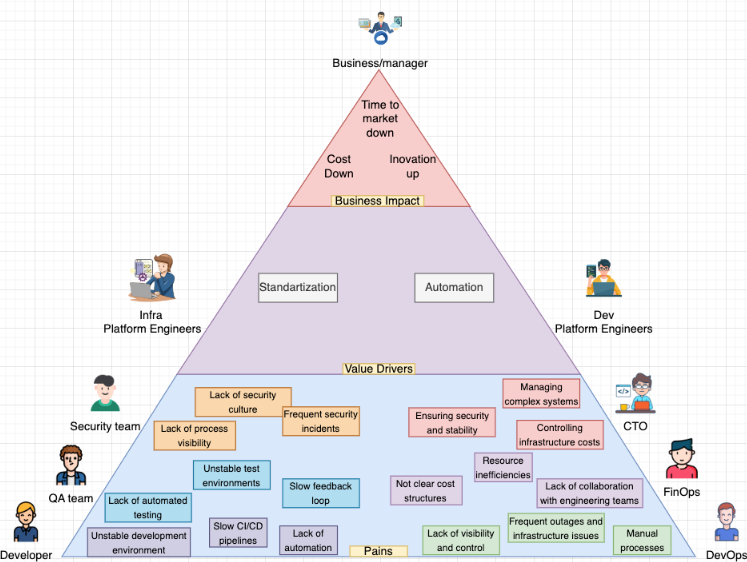 Business/manager
Time to
market
down
Cost
Down
Inovation
up
Business Impact
Infra
Platform Engineers
Standartization
Automation
Dev
Platform Engineers
Value Drivers
Security team
Lack of security
culture
Frequent security
incidents
Lack of process
visibility
Managing
complex systems
Ensuring security
and stability
Controlling
infrastructure costs
CTO
QA team
Unstable test
environments
Slow feedback
loop
Lack of automated
testing
Resource
inefficiencies
Not clear cost
structures
Lack of collaboration
with engineering teams
FinOps
Developer
Unstable development
environment
Slow CI/CD
pipelines
Lack of
automation
Pains
Lack of visibility
and control
Frequent outages and
infrastructure issues
Manual
processes
DevOps